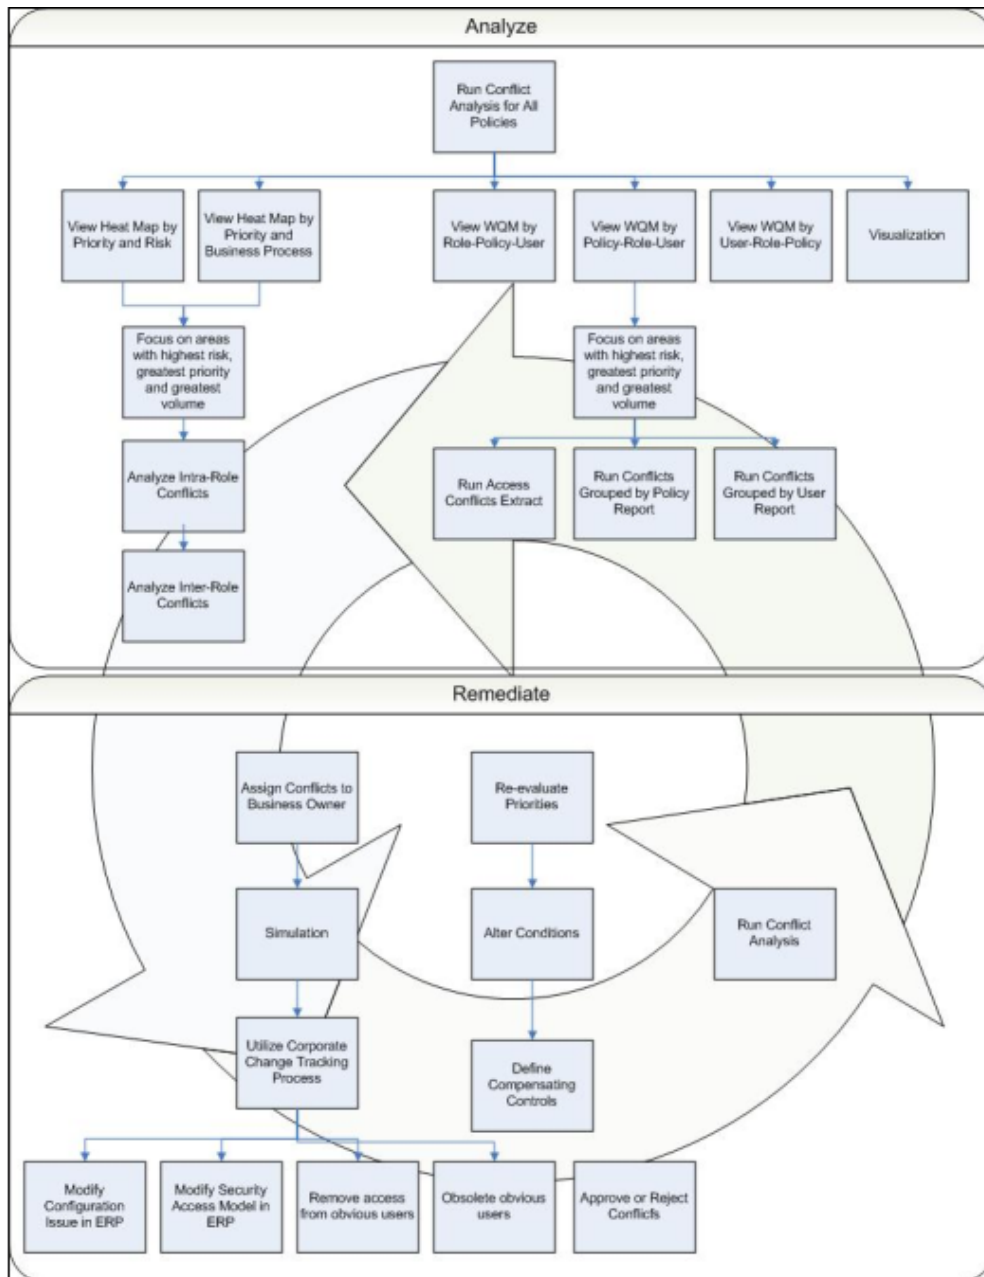 Analyze
Run Conflict
Analysis for All
Policies
View Heat Map by
Priority and Risk
View Heat Map by
Priority and
Business Process
View WQM by
Role-Policy-User
View WQM by
Policy-Role-User
View WQM by
User-Role-Policy
Visualization
Focus on areas
with highest risk,
greatest priority
and greatest
volume
Focus on areas
with highest risk,
greatest priority
and greatest
volume
Analyze Intra-Role
Conflicts
Run Access
Conflicts Extract
Run Conflicts
Grouped by Policy
Report
Run Conflicts
Grouped by User
Report
Analyze Inter-Role
Conflicts
Remediate
Assign Conflicts to
Business Owner
Re-evaluate
Priorities
Simulation
Alter Conditions
Run Conflict
Analysis
Utilize Corporate
Change Tracking
Process
Define
Compensating
Controls
Modify
Configuration
Issue in ERP
Modify Security
Access Model in
ERP
Remove access
from obvious users
Obsolete obvious
users
Approve or Reject
Conflicts